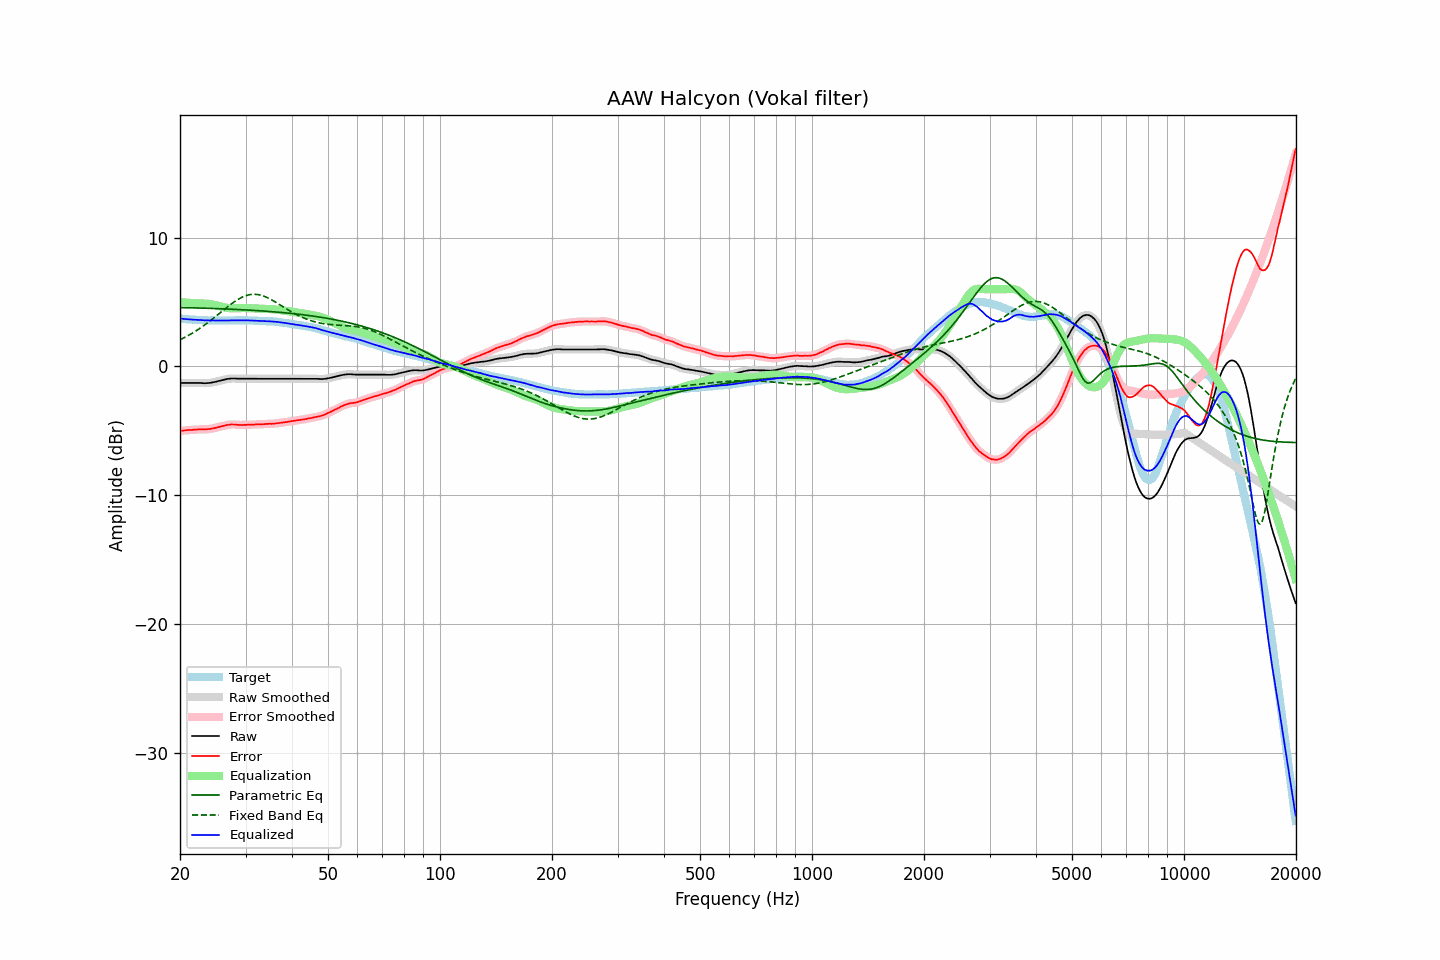 AAW Halcyon (Vokal filter)
Amplitude (dBr)
10
0
−10
−20
−30
Target
Raw Smoothed
Error Smoothed
Raw
Error
Equalization
Parametric Eq
Fixed Band Eq
Equalized
20 50 100 200 500 1000 2000 5000 10000 20000
Frequency (Hz)